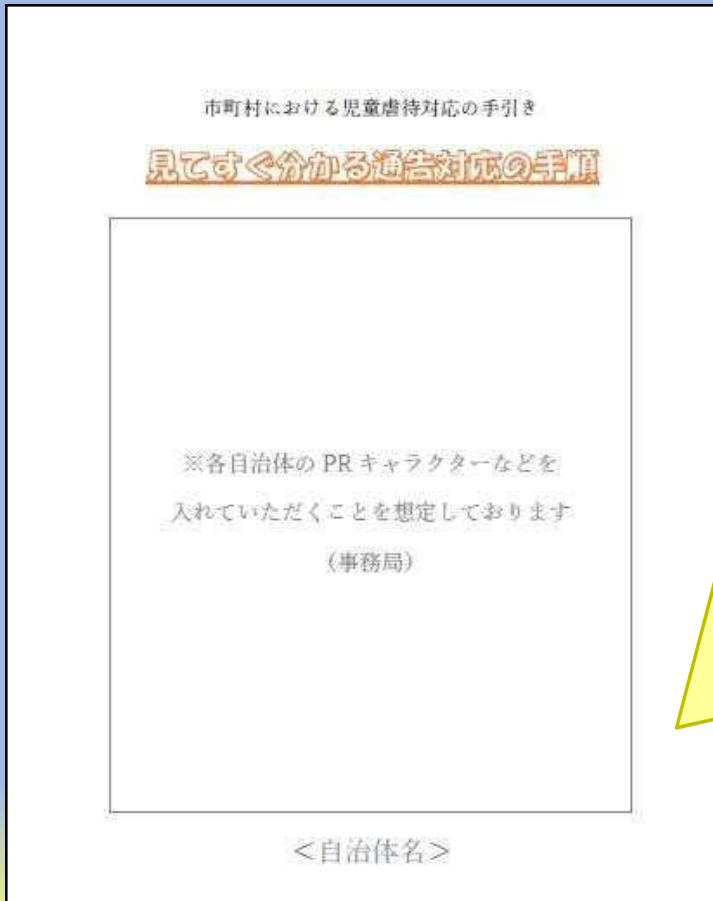 市町村における児童虐待対応の手引き
見てすぐ分かる通告対応の手順
※各自治体の PR キャラクターなどを
入れていただくことを想定しております
（事務局）
＜自治体名＞